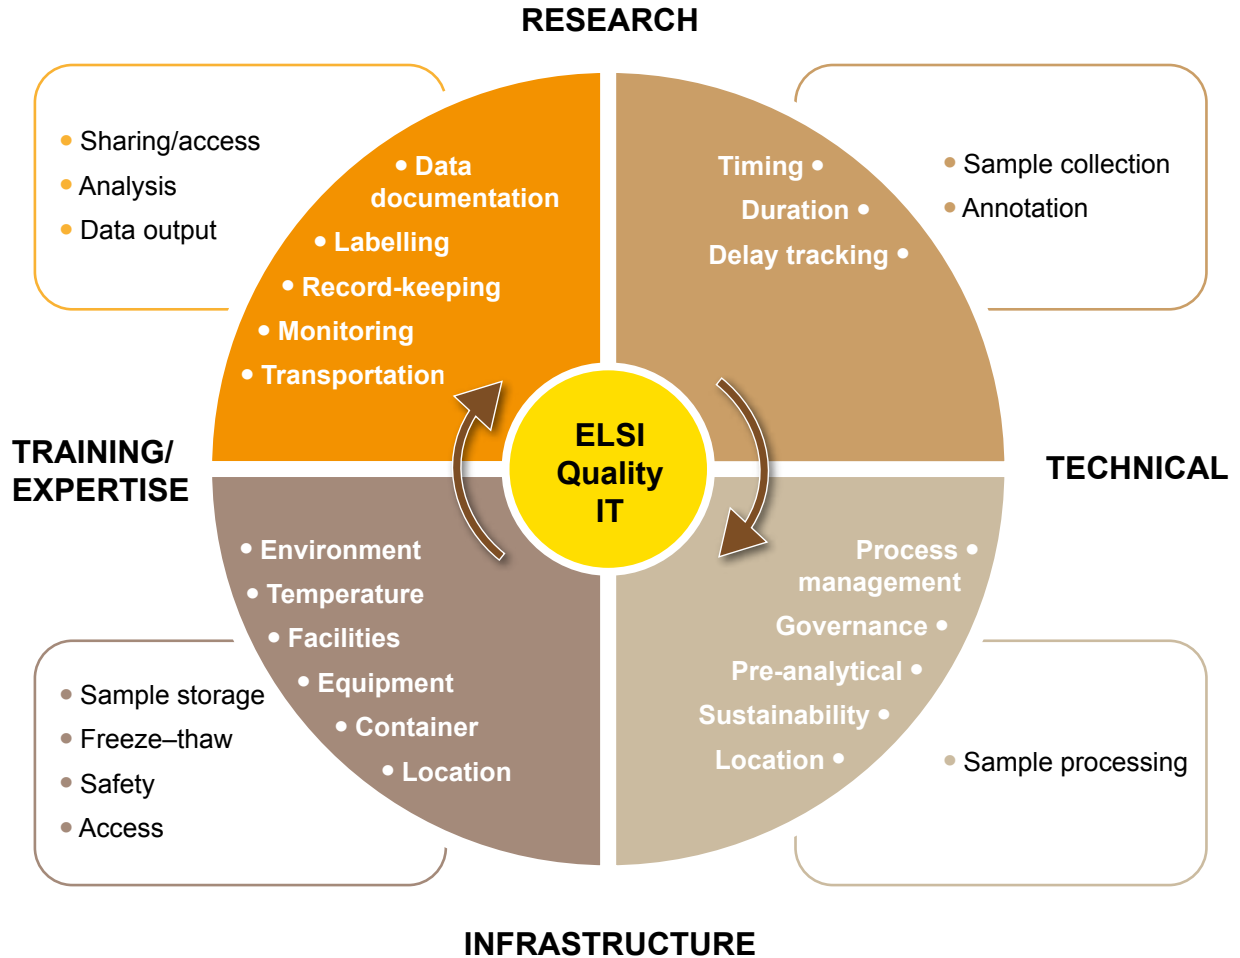 RESEARCH
• Sharing/access
• Analysis
• Data output
• Data
documentation
• Labelling
• Record-keeping
• Monitoring
• Transportation
Timing •
Duration •
Delay tracking •
• Sample collection
• Annotation
TRAINING/
EXPERTISE
ELSI
Quality
IT
TECHNICAL
• Environment
• Temperature
• Facilities
• Equipment
• Container
• Location
Process •
management
Governance •
Pre-analytical •
Sustainability •
Location •
• Sample storage
• Freeze–thaw
• Safety
• Access
• Sample processing
INFRASTRUCTURE